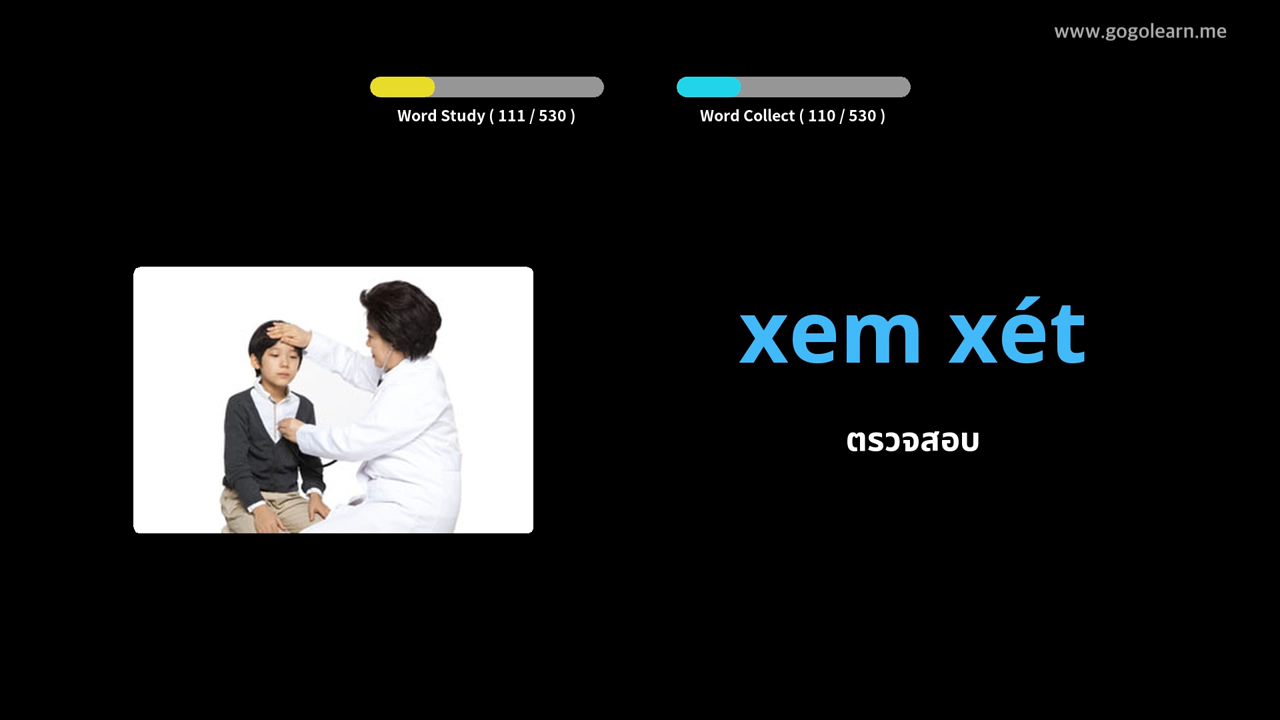 www.gogolearn.me
Word Study ( 111 / 530 )
Word Collect ( 110 / 530 )
xem xét
ตรวจสอบ